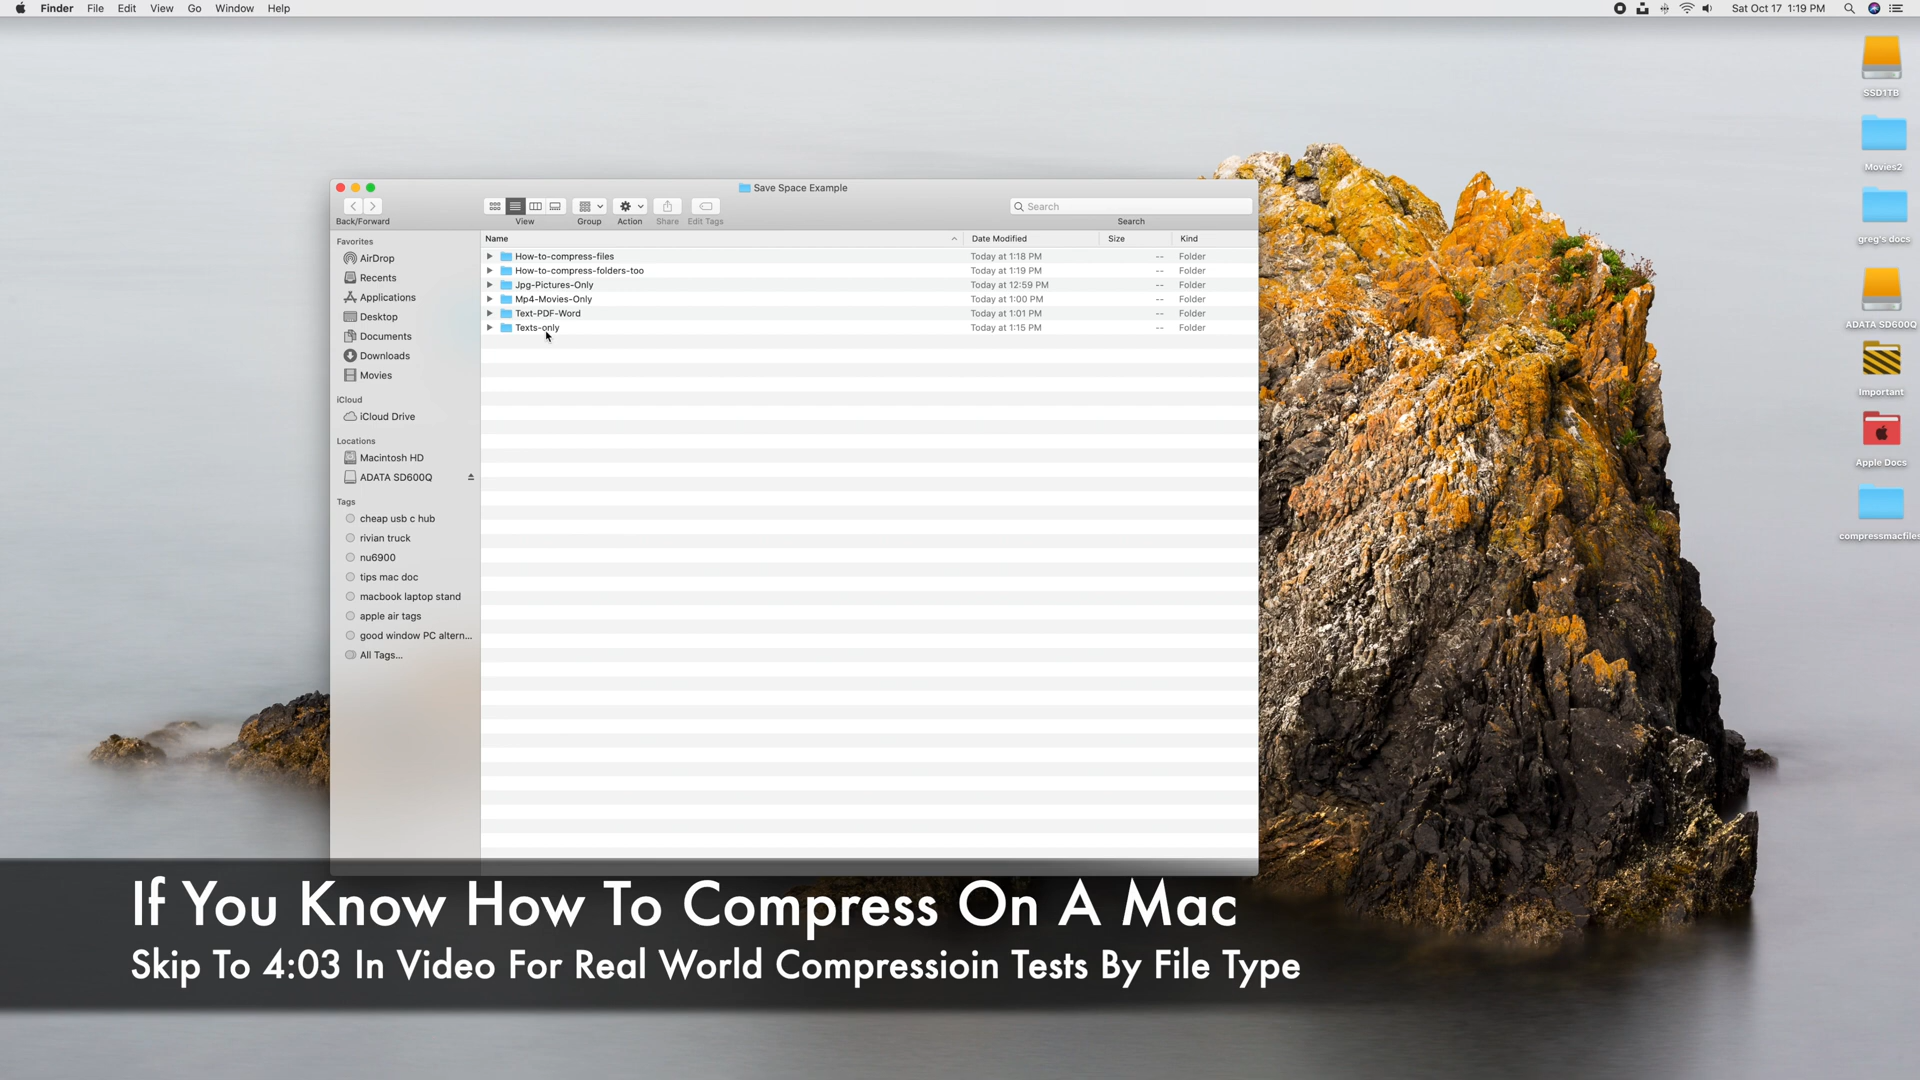 Finder File Edit View Go Window Help
Sat Oct 17 1:19 PM
SSD1TB
Movies2
greg's docs
ADATA SD600Q
Important
Apple Docs
compressmacfiles
Save Space Example
Search
Back/Forward View Group Action Share Edit Tags Search
Name Date Modified Size Kind
How-to-compress-files Today at 1:18 PM -- Folder
How-to-compress-folders-too Today at 1:19 PM -- Folder
Jpg-Pictures-Only Today at 12:59 PM -- Folder
Mp4-Movies-Only Today at 1:00 PM -- Folder
Text-PDF-Word Today at 1:01 PM -- Folder
Texts-only Today at 1:15 PM -- Folder
Favorites
AirDrop
Recents
Applications
Desktop
Documents
Downloads
Movies
iCloud
iCloud Drive
Locations
Macintosh HD
ADATA SD600Q
Tags
cheap usb c hub
rivian truck
nu6900
tips mac doc
macbook laptop stand
apple air tags
good window PC altern...
All Tags...
If You Know How To Compress On A Mac
Skip To 4:03 In Video For Real World Compressioin Tests By File Type